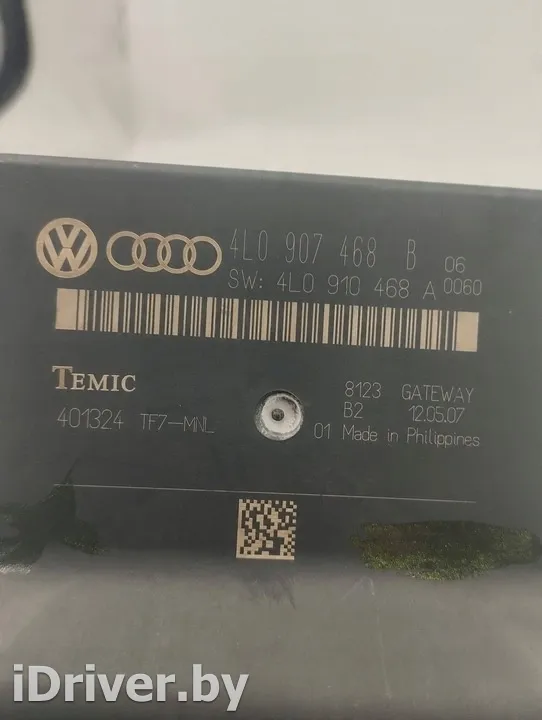 4L0 907 468 B 06
SW: 4L0 910 468 A 0060
TEMIC
8123 GATEWAY
401324 TF7-MNL
B2 12.05.07
01 Made in Philippines
iDriver.by